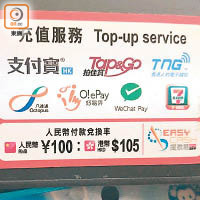 東網
充值服務 Top-up service
支付寶 HK
Tap&Go
拍住賞
TNG
八達通
Octopus
O! ePay
好易畀
WeChat Pay
7 ELEVEN
人民幣付款兌換率
人民幣 ¥100 : 港幣 $105
EASY